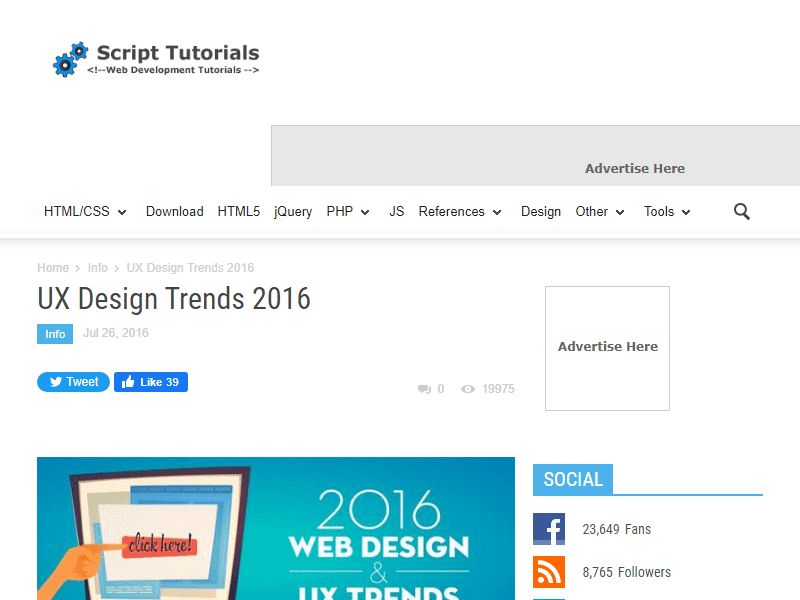 Script Tutorials
<!--Web Development Tutorials -->
Advertise Here
HTML/CSS Download HTML5 jQuery PHP JS References Design Other Tools
Home > Info > UX Design Trends 2016
UX Design Trends 2016
Info Jul 26, 2016
Advertise Here
Tweet Like 39
0 19975
SOCIAL
2016
WEB DESIGN
&
UX TRENDS
click here!
23,649 Fans
8,765 Followers